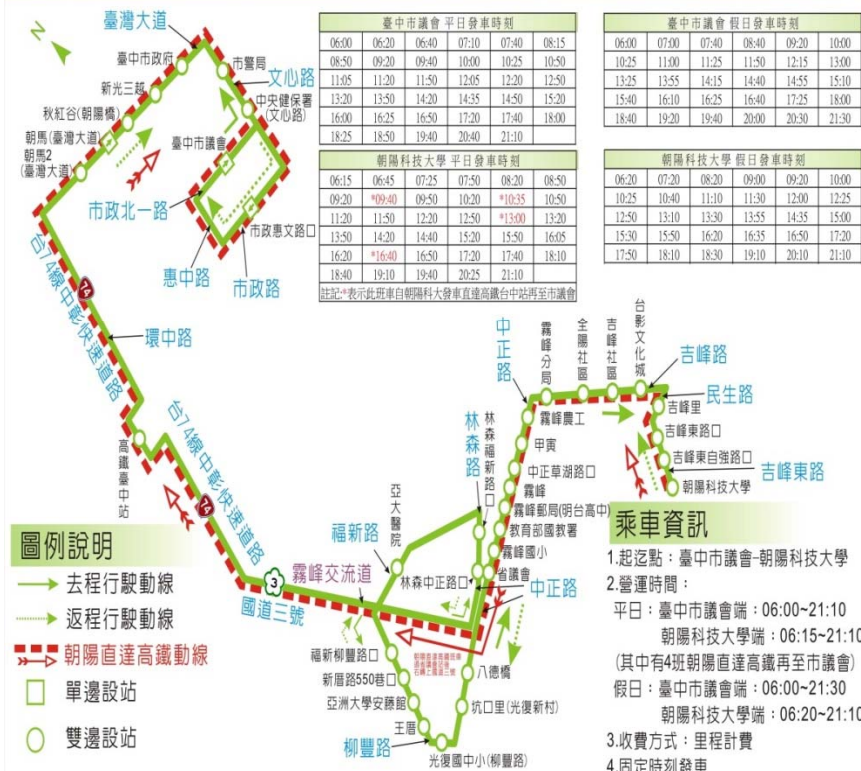 臺中市議會 平日發車時刻
06:00 06:20 06:40 07:10 07:40 08:15
08:50 09:20 09:40 10:00 10:25 10:50
11:05 11:20 11:50 12:05 12:20 12:50
13:20 13:50 14:20 14:35 14:50 15:20
16:00 16:25 16:50 17:20 17:40 18:00
18:25 18:50 19:40 20:40 21:10
臺中市議會 假日發車時刻
06:00 07:00 07:40 08:40 09:20 10:00
10:25 11:00 11:25 11:50 12:15 13:00
13:25 13:55 14:15 14:40 14:55 15:10
15:40 16:10 16:25 16:40 17:25 18:00
18:40 19:20 19:40 20:00 20:30 21:30
朝陽科技大學 平日發車時刻
06:15 06:45 07:25 07:50 08:20 08:50
09:20 *09:40 09:50 10:20 *10:35 10:50
11:20 11:50 12:20 12:50 *13:00 13:20
13:50 14:20 14:40 15:20 15:50 16:05
16:20 *16:40 16:50 17:20 17:40 18:10
18:40 19:10 19:40 20:25 21:10
註記:*表示此班車自朝陽科大發車直達高鐵台中站再至市議會
朝陽科技大學 假日發車時刻
06:20 07:20 08:20 09:00 09:20 10:00
10:25 10:40 11:10 11:30 12:00 12:25
12:50 13:10 13:30 13:55 14:35 15:00
15:30 15:50 16:20 16:35 16:50 17:20
17:50 18:10 18:30 19:10 20:10 21:10
N
臺灣大道
臺中市政府
市警局
文心路
新光三越
中央健保署
(文心路)
秋紅谷(朝陽橋)
朝馬(臺灣大道)
朝馬2
(臺灣大道)
臺中市議會
市政北一路
市政惠文路口
惠中路
市政路
台74線中彰快速道路
74
環中路
高鐵臺中站
台74線中彰快速道路
74
3
國道三號
霧峰交流道
福新路
亞大醫院
林森路
林森福新路口
林森中正路口
中正路
霧峰分局
全陽社區
吉峰社區
台影文化城
吉峰路
民生路
吉峰里
吉峰東路口
吉峰東自強路口
吉峰東路
朝陽科技大學
霧峰農工
甲寅
中正草湖路口
霧峰
霧峰郵局(明台高中)
教育部國教署
霧峰國小
省議會
中正路
八德橋
坑口里(光復新村)
福新柳豐路口
新厝路550巷口
亞洲大學安藤館
王厝
柳豐路
光復國中小(柳豐路)
圖例說明
去程行駛動線
返程行駛動線
朝陽直達高鐵動線
單邊設站
雙邊設站
乘車資訊
1.起迄點：臺中市議會-朝陽科技大學
2.營運時間：
平日：臺中市議會端：06:00~21:10
朝陽科技大學端：06:15~21:10
(其中有4班朝陽直達高鐵再至市議會)
假日：臺中市議會端：06:00~21:30
朝陽科技大學端：06:20~21:10
3.收費方式：里程計費
4.固定時刻發車